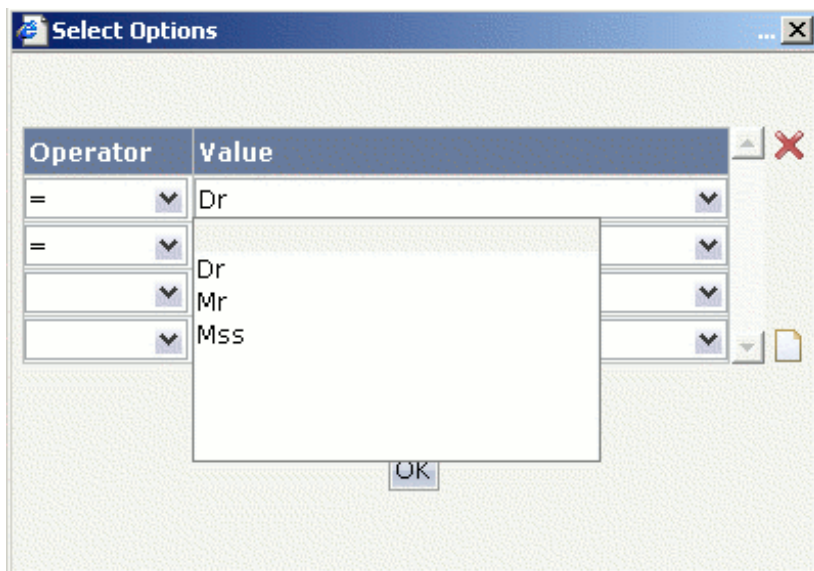 Select Options ...
Operator Value
= Dr
=
Dr
Mr
Mss
OK